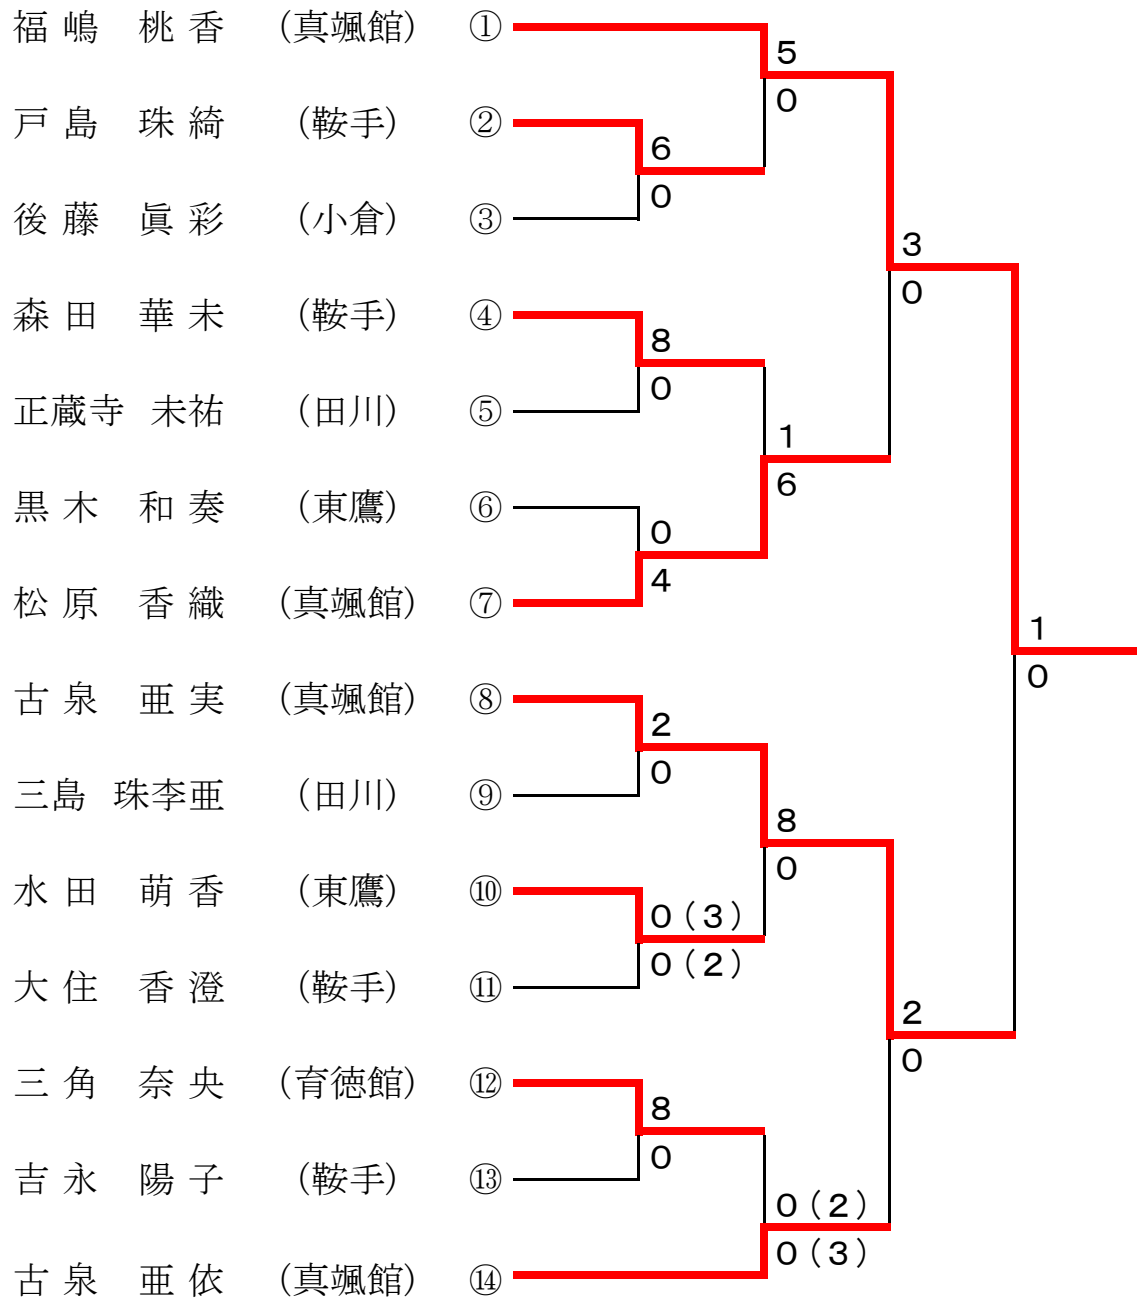 福嶋 桃香 (真颯館) ①
5
0
戸島 珠綺 (鞍手) ②
6
0
後藤 眞彩 (小倉) ③
3
0
森田 華未 (鞍手) ④
8
0
正蔵寺 未祐 (田川) ⑤
1
6
黒木 和奏 (東鷹) ⑥
0
4
松原 香織 (真颯館) ⑦
1
0
古泉 亜実 (真颯館) ⑧
2
0
三島 珠李亜 (田川) ⑨
8
0
水田 萌香 (東鷹) ⑩
0(3)
0(2)
大住 香澄 (鞍手) ⑪
2
0
三角 奈央 (育徳館) ⑫
8
0
吉永 陽子 (鞍手) ⑬
0(2)
0(3)
古泉 亜依 (真颯館) ⑭